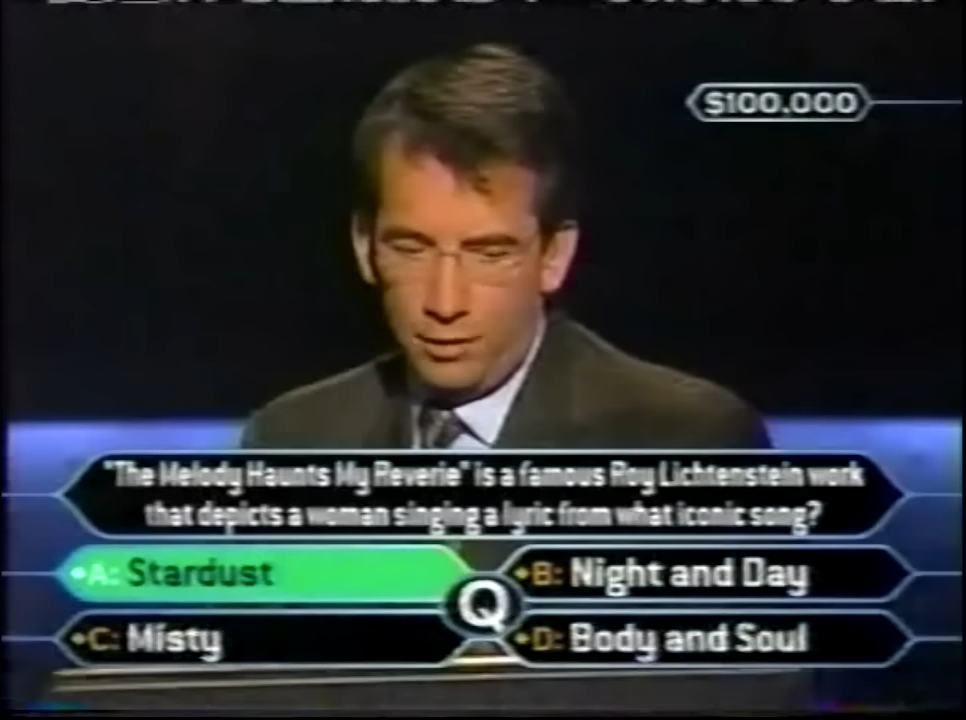 $100,000
"The Melody Haunts My Reverie" is a famous Roy Lichtenstein work
that depicts a woman singing a lyric from what iconic song?
A: Stardust
B: Night and Day
Q
C: Misty
D: Body and Soul